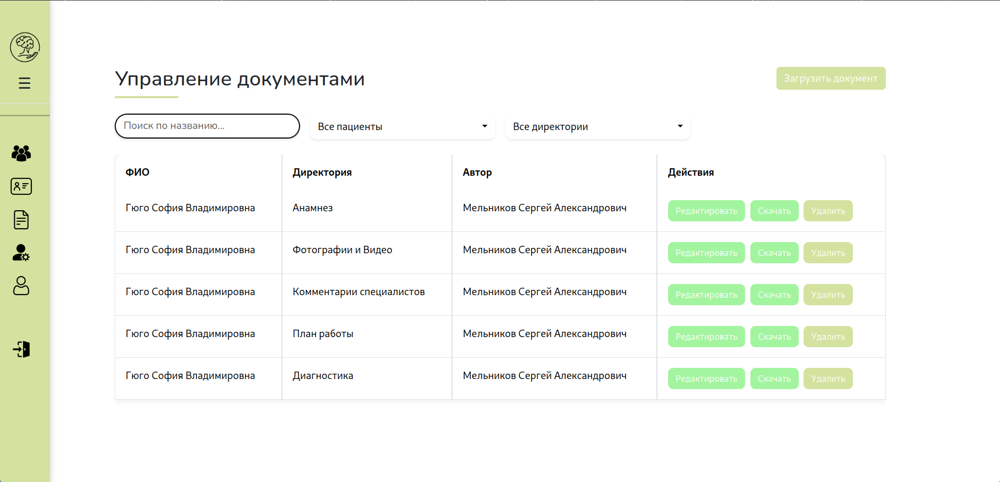 Управление документами
Загрузить документ
Поиск по названию...
Все пациенты
Все директории
ФИО Директория Автор Действия
Гюго София Владимировна Анамнез Мельников Сергей Александрович Редактировать Скачать Удалить
Гюго София Владимировна Фотографии и Видео Мельников Сергей Александрович Редактировать Скачать Удалить
Гюго София Владимировна Комментарии специалистов Мельников Сергей Александрович Редактировать Скачать Удалить
Гюго София Владимировна План работы Мельников Сергей Александрович Редактировать Скачать Удалить
Гюго София Владимировна Диагностика Мельников Сергей Александрович Редактировать Скачать Удалить